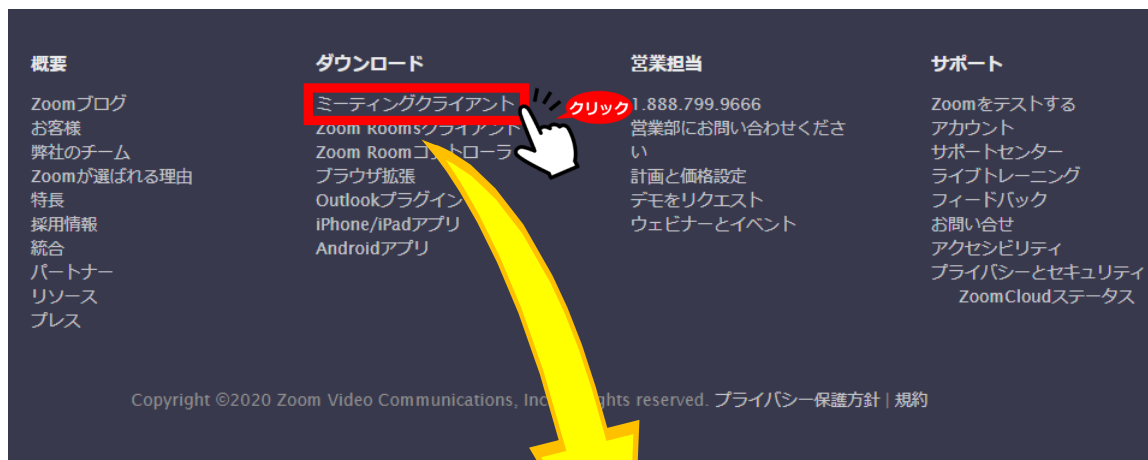 概要
Zoomブログ
お客様
弊社のチーム
Zoomが選ばれる理由
特長
採用情報
統合
パートナー
リソース
プレス
ダウンロード
ミーティングクライアント
クリック
Zoom Roomsクライアント
Zoom Roomコントローラ
ブラウザ拡張
Outlookプラグイン
iPhone/iPadアプリ
Androidアプリ
営業担当
1.888.799.9666
営業部にお問い合わせくださ
い
計画と価格設定
デモをリクエスト
ウェビナーとイベント
サポート
Zoomをテストする
アカウント
サポートセンター
ライブトレーニング
フィードバック
お問い合せ
アクセシビリティ
プライバシーとセキュリティ
ZoomCloudステータス
Copyright ©2020 Zoom Video Communications, reserved. プライバシー保護方針 | 規約